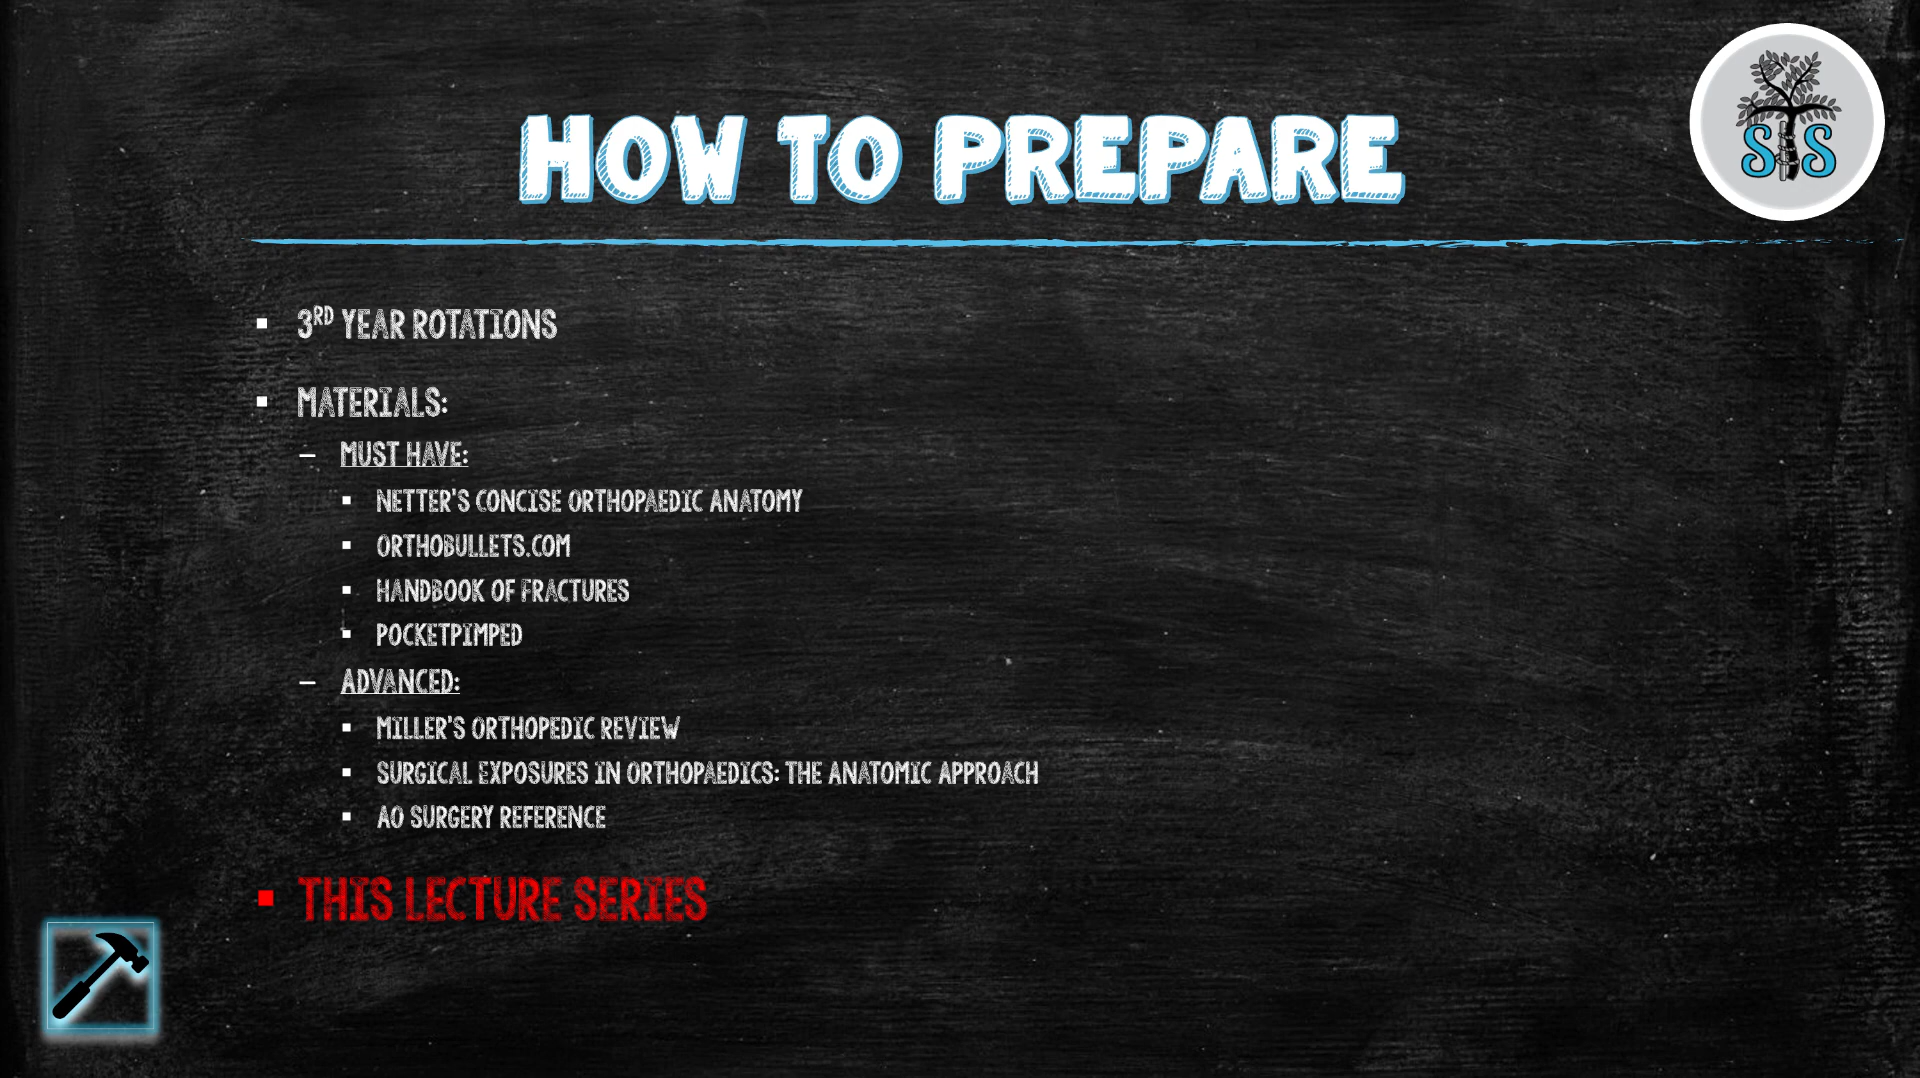 HOW TO PREPARE
SIS
▪ 3RD YEAR ROTATIONS
▪ MATERIALS:
– MUST HAVE:
▪ NETTER'S CONCISE ORTHOPAEDIC ANATOMY
▪ ORTHOBULLETS.COM
▪ HANDBOOK OF FRACTURES
▪ POCKETPIMPED
– ADVANCED:
▪ MILLER'S ORTHOPEDIC REVIEW
▪ SURGICAL EXPOSURES IN ORTHOPAEDICS: THE ANATOMIC APPROACH
▪ AO SURGERY REFERENCE
▪ THIS LECTURE SERIES